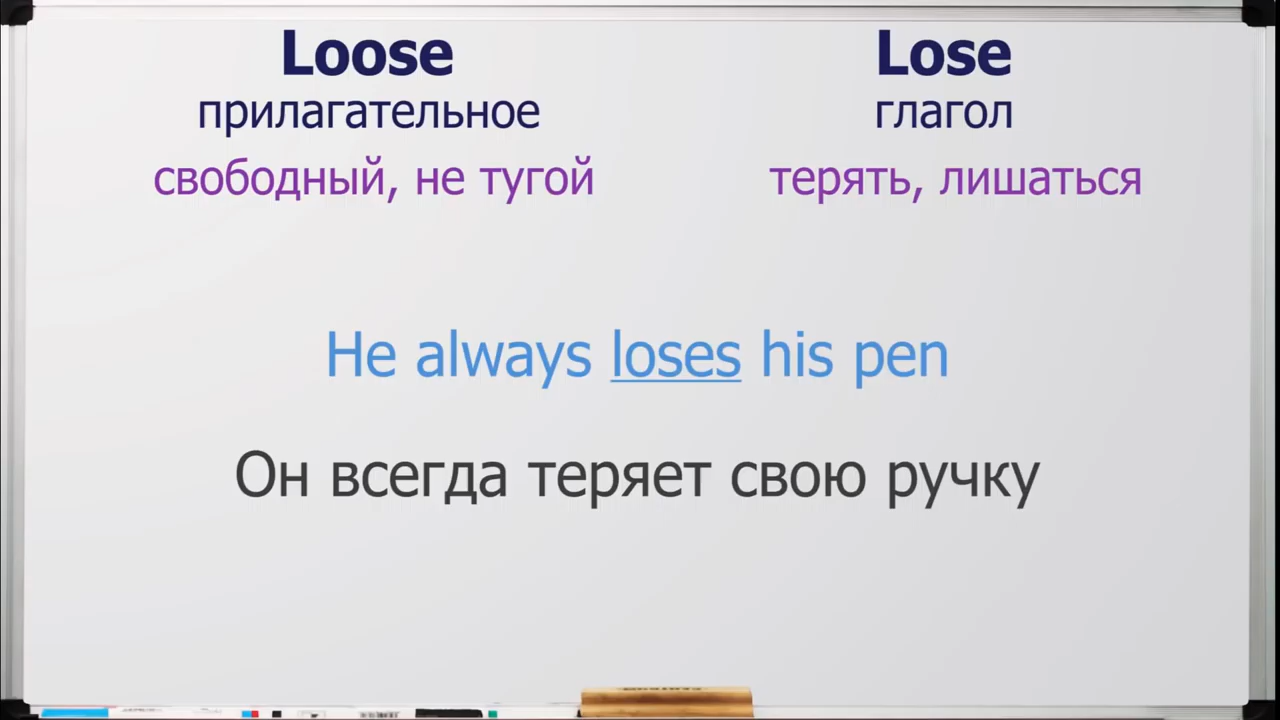 Loose
прилагательное
свободный, не тугой
Lose
глагол
терять, лишаться
He always loses his pen
Он всегда теряет свою ручку